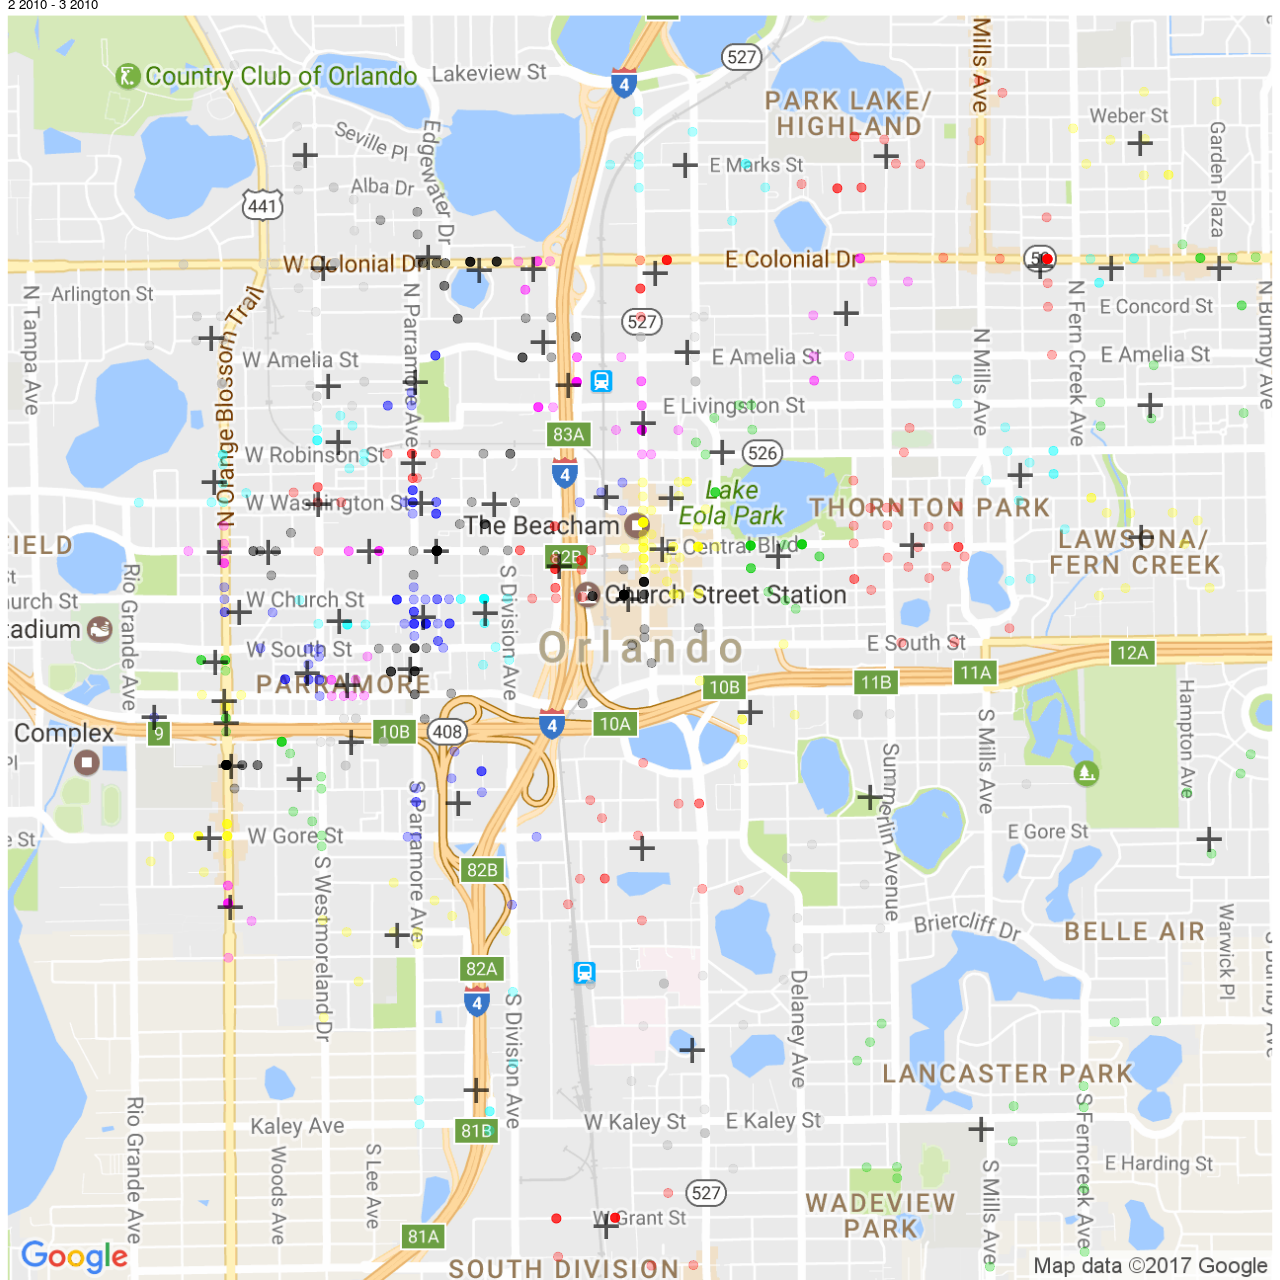 2 2010 - 3 2010
Country Club of Orlando
Lakeview St
4
527
Mills Ave
PARK LAKE/
HIGHLAND
Weber St
Seville Pl
Edgewater Dr
E Marks St
Garden Plaza
Alba Dr
441
W Colonial Dr
E Colonial Dr
N Tampa Ave
Arlington St
N Parramore Ave
527
N Fern Creek Ave
E Concord St
N Bumby Ave
N Orange Blossom Trail
W Amelia St
E Amelia St
N Mills Ave
E Amelia St
E Livingston St
83A
W Robinson St
526
4
W Washington St
Lake
Eola Park
THORNTON PARK
The Beacham
FIELD
82B
E Central Blvd
LAWSONA/
FERN CREEK
Rio Grande Ave
S Division Ave
W Church St
Church Street Station
W South St
Orlando
E South St
12A
PARRAMORE
11A
11B
10B
Hampton Ave
9
10B
408
4
10A
S Mills Ave
Complex
Summerlin Avenue
S Parramore Ave
W Gore St
E Gore St
82B
S Westmoreland Dr
Briercliff Dr
BELLE AIR
Warwick Pl
82A
4
S Division Ave
Delaney Ave
LANCASTER PARK
Rio Grande Ave
Kaley Ave
81B
W Kaley St
E Kaley St
S Ferncreek Ave
Woods Ave
S Lee Ave
S Mills Ave
E Harding St
527
WADEVIEW
PARK
W Grant St
81A
Google
SOUTH DIVISION
Map data ©2017 Google